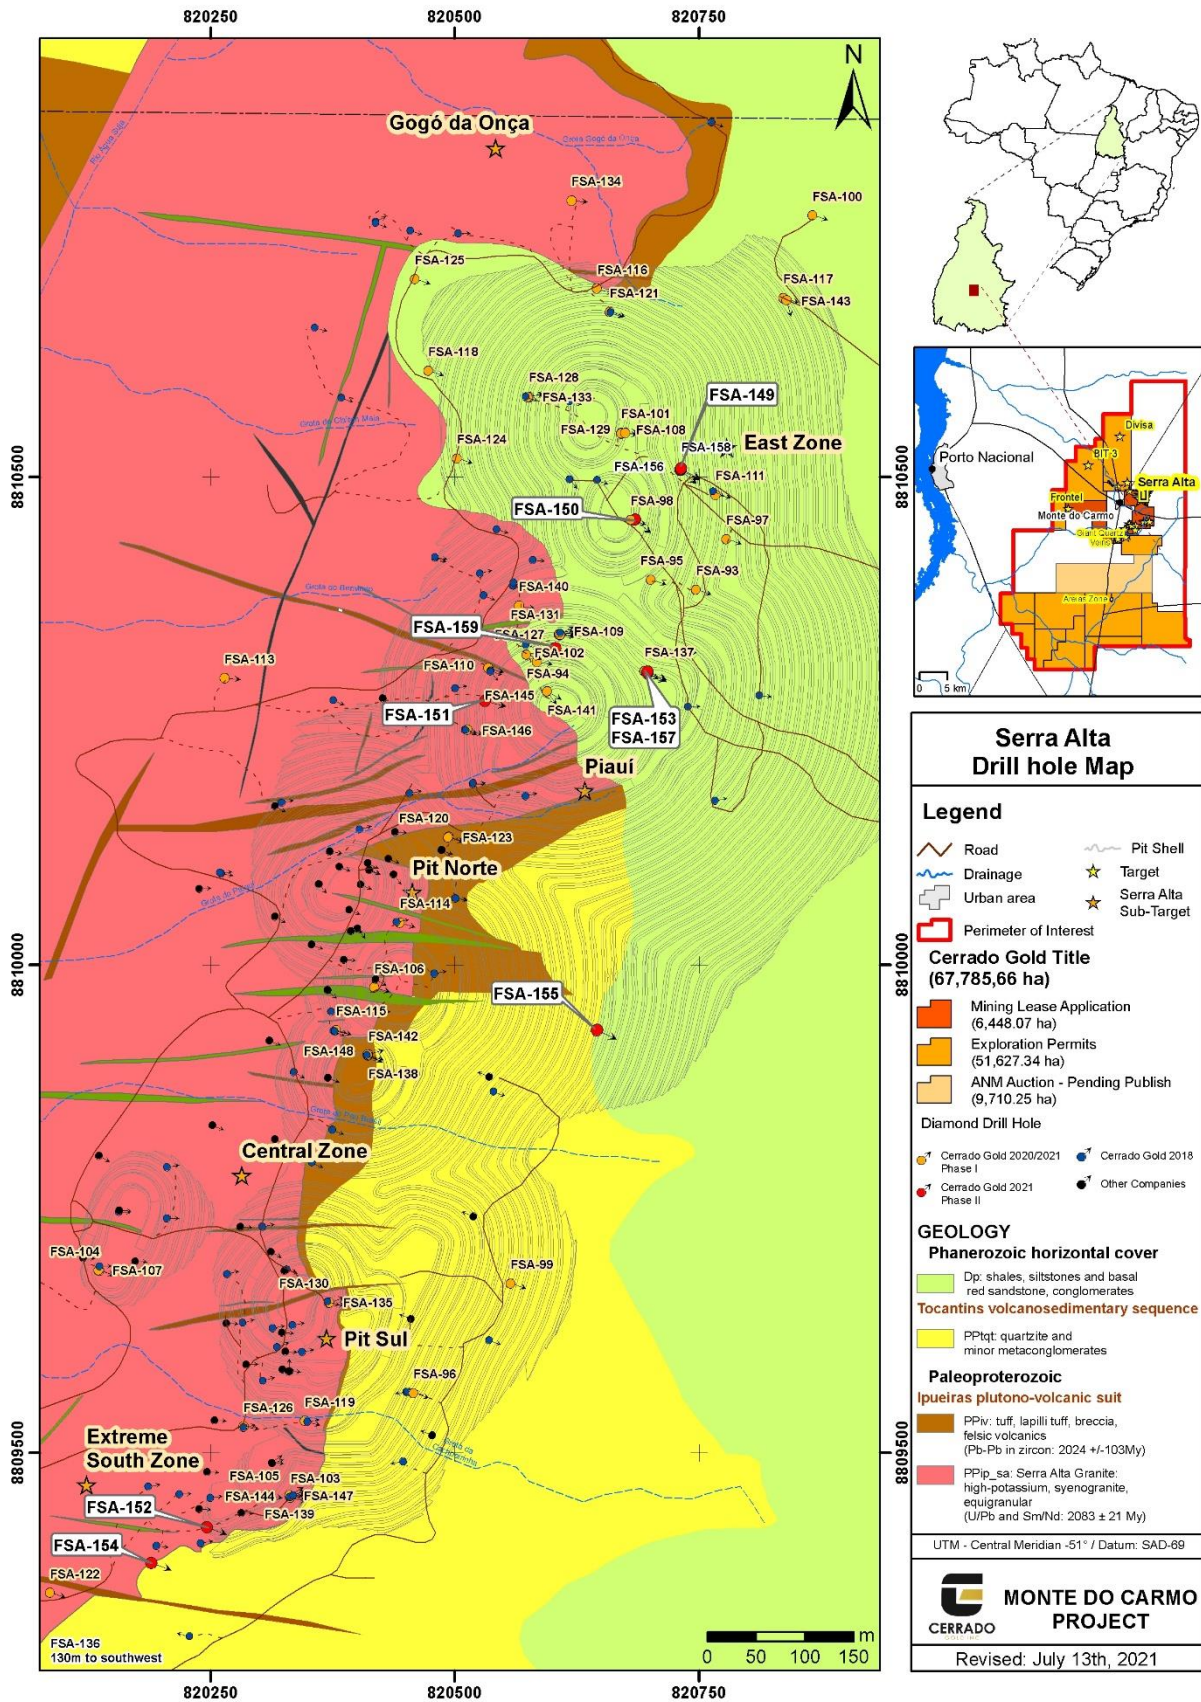 820250
820500
820750
N
Gogó da Onça
Grota Gogó da Onça
FSA-134
FSA-100
FSA-125
FSA-116
FSA-117
FSA-121
FSA-143
FSA-118
FSA-128
FSA-133
FSA-149
FSA-101
FSA-129
FSA-108
East Zone
FSA-124
FSA-158
8810500
8810500
FSA-156
FSA-111
FSA-150
FSA-98
FSA-97
FSA-95
FSA-93
FSA-140
FSA-131
FSA-159
FSA-109
FSA-127
FSA-102
FSA-113
FSA-110
FSA-94
FSA-137
FSA-145
FSA-151
FSA-141
FSA-153
FSA-157
FSA-146
Piauí
FSA-120
FSA-123
Pit Norte
FSA-114
8810000
8810000
FSA-106
FSA-155
FSA-115
FSA-142
FSA-148
FSA-138
Central Zone
FSA-104
FSA-107
FSA-130
FSA-99
FSA-135
Pit Sul
FSA-96
FSA-119
FSA-126
8809500
8809500
Extreme
South Zone
FSA-105
FSA-103
FSA-144
FSA-147
FSA-152
FSA-139
FSA-154
FSA-122
FSA-136
130m to southwest
m
0 50 100 150
820250
820500
820750
Divisa
BIT-3
Porto Nacional
Serra Alta
Frontel
Monte do Carmo
Giant Quartz
Veins
Areias Zone
0 5 km
Serra Alta
Drill hole Map
Legend
Road
Pit Shell
Drainage
Target
Urban area
Serra Alta
Sub-Target
Perimeter of Interest
Cerrado Gold Title
(67,785,66 ha)
Mining Lease Application
(6,448.07 ha)
Exploration Permits
(51,627.34 ha)
ANM Auction - Pending Publish
(9,710.25 ha)
Diamond Drill Hole
Cerrado Gold 2020/2021
Phase I
Cerrado Gold 2018
Cerrado Gold 2021
Phase II
Other Companies
GEOLOGY
Phanerozoic horizontal cover
Dp: shales, siltstones and basal
red sandstone, conglomerates
Tocantins volcanosedimentary sequence
PPtqt: quartzite and
minor metaconglomerates
Paleoproterozoic
Ipueiras plutono-volcanic suit
PPiv: tuff, lapilli tuff, breccia,
felsic volcanics
(Pb-Pb in zircon: 2024 +/-103My)
PPip_sa: Serra Alta Granite:
high-potassium, syenogranite,
equigranular
(U/Pb and Sm/Nd: 2083 ± 21 My)
UTM - Central Meridian -51° / Datum: SAD-69
CERRADO
MONTE DO CARMO
PROJECT
Revised: July 13th, 2021